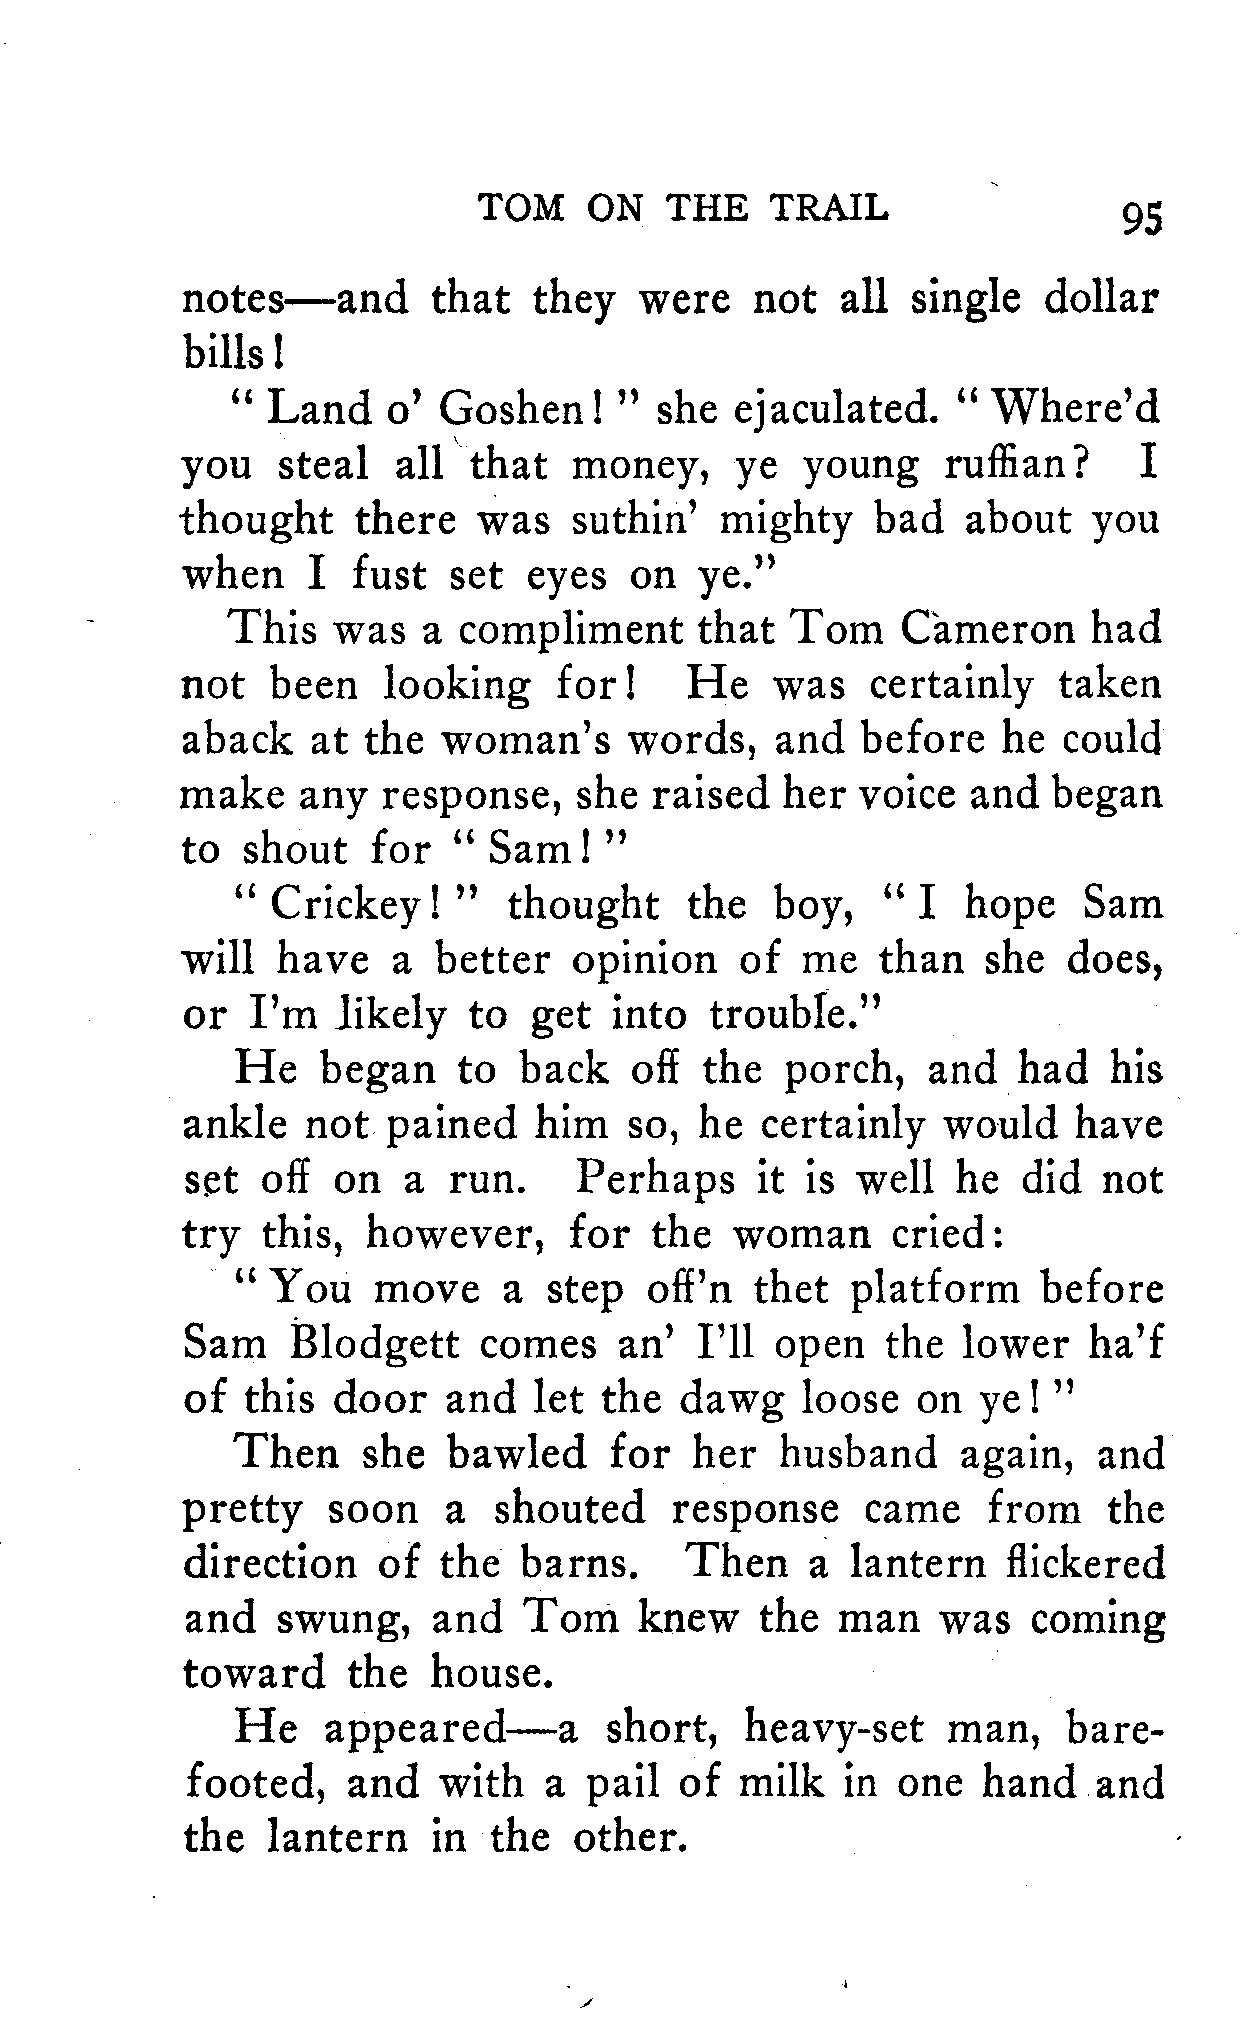 TOM ON THE TRAIL 95
notes—and that they were not all single dollar
bills!
" Land o' Goshen! " she ejaculated. " Where'd
you steal all that money, ye young ruffian? I
thought there was suthin' mighty bad about you
when I fust set eyes on ye."
This was a compliment that Tom Cameron had
not been looking for! He was certainly taken
aback at the woman's words, and before he could
make any response, she raised her voice and began
to shout for " Sam! "
" Crickey! " thought the boy, " I hope Sam
will have a better opinion of me than she does,
or I'm likely to get into trouble."
He began to back off the porch, and had his
ankle not pained him so, he certainly would have
set off on a run. Perhaps it is well he did not
try this, however, for the woman cried:
" You move a step off'n thet platform before
Sam Blodgett comes an' I'll open the lower ha'f
of this door and let the dawg loose on ye! "
Then she bawled for her husband again, and
pretty soon a shouted response came from the
direction of the barns. Then a lantern flickered
and swung, and Tom knew the man was coming
toward the house.
He appeared—a short, heavy-set man, bare-
footed, and with a pail of milk in one hand and
the lantern in the other.